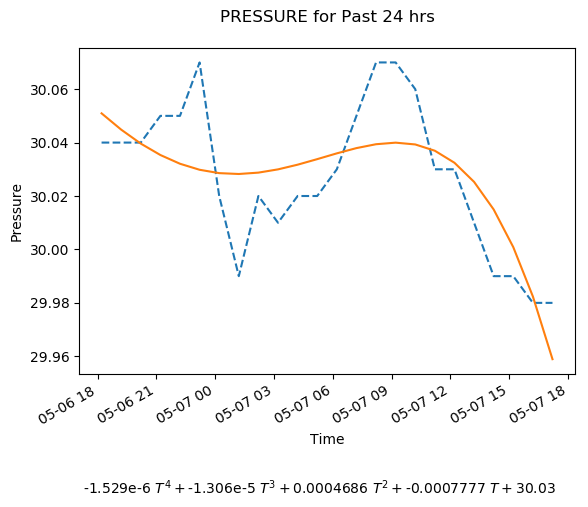 PRESSURE for Past 24 hrs
Pressure
30.06
30.04
30.02
30.00
29.98
29.96
05-06 18 05-06 21 05-07 00 05-07 03 05-07 06 05-07 09 05-07 12 05-07 15 05-07 18
Time
-1.529e-6 T⁴ + -1.306e-5 T³ + 0.0004686 T² + -0.0007777 T + 30.03